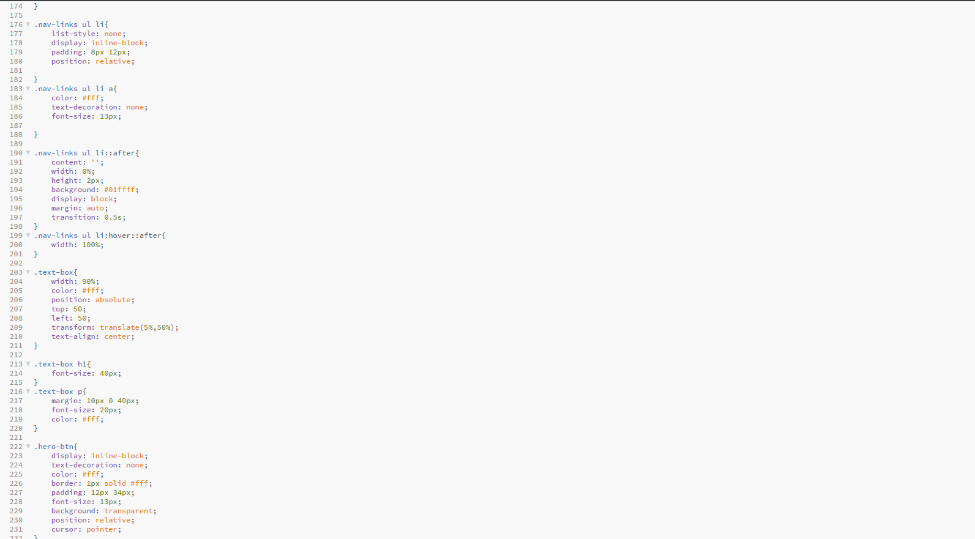 174 }
175
176 .nav-links ul li{
177 list-style: none;
178 display: inline-block;
179 padding: 8px 12px;
180 position: relative;
181
182 }
183 .nav-links ul li a{
184 color: #fff;
185 text-decoration: none;
186 font-size: 13px;
187
188 }
189
190 .nav-links ul li::after{
191 content: '';
192 width: 0%;
193 height: 2px;
194 background: #01ffff;
195 display: block;
196 margin: auto;
197 transition: 0.5s;
198 }
199 .nav-links ul li:hover::after{
200 width: 100%;
201 }
202
203 .text-box{
204 width: 90%;
205 color: #fff;
206 position: absolute;
207 top: 50;
208 left: 50;
209 transform: translate(5%,50%);
210 text-align: center;
211 }
212
213 .text-box h1{
214 font-size: 40px;
215 }
216 .text-box p{
217 margin: 10px 0 40px;
218 font-size: 20px;
219 color: #fff;
220 }
221
222 .hero-btn{
223 display: inline-block;
224 text-decoration: none;
225 color: #fff;
226 border: 1px solid #fff;
227 padding: 12px 34px;
228 font-size: 13px;
229 background: transparent;
230 position: relative;
231 cursor: pointer;
232 }